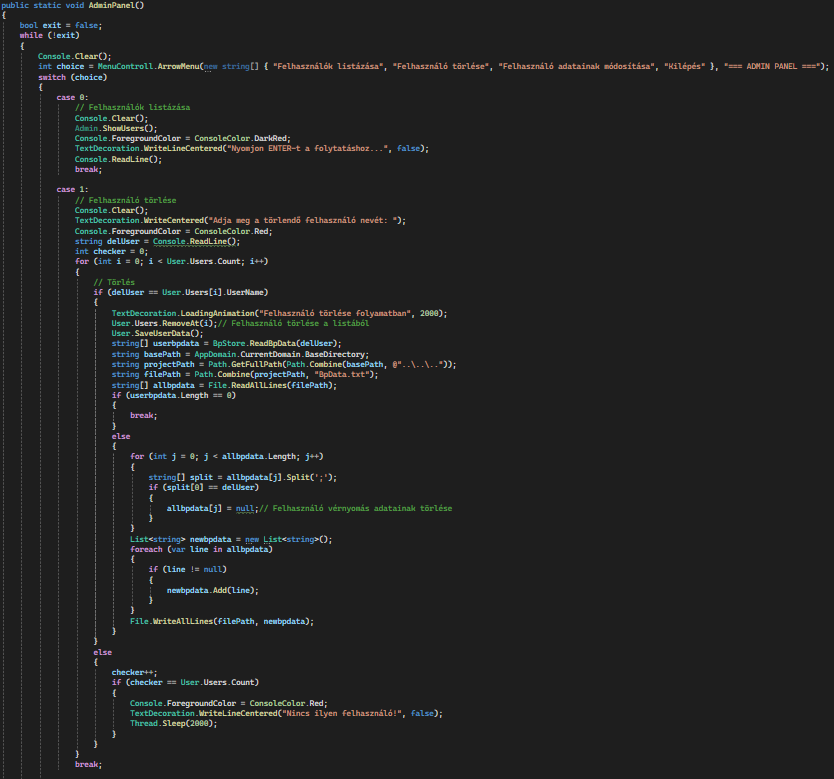 public static void AdminPanel()
{
bool exit = false;
while (!exit)
{
Console.Clear();
int choice = MenuControll.ArrowMenu(new string[] { "Felhasználók listázása", "Felhasználó törlése", "Felhasználó adatainak módosítása", "Kilépés" }, "=== ADMIN PANEL ===");
switch (choice)
{
case 0:
// Felhasználók listázása
Console.Clear();
Admin.ShowUsers();
Console.ForegroundColor = ConsoleColor.DarkRed;
TextDecoration.WriteLineCentered("Nyomjon ENTER-t a folytatáshoz...", false);
Console.ReadLine();
break;
case 1:
// Felhasználó törlése
Console.Clear();
TextDecoration.WriteCentered("Adja meg a törlendő felhasználó nevét: ");
Console.ForegroundColor = ConsoleColor.Red;
string delUser = Console.ReadLine();
int checker = 0;
for (int i = 0; i < User.Users.Count; i++)
{
// Törlés
if (delUser == User.Users[i].UserName)
{
TextDecoration.LoadingAnimation("Felhasználó törlése folyamatban", 2000);
User.Users.RemoveAt(i);// Felhasználó törlése a listából
User.SaveUserData();
string[] userbpdata = BpStore.ReadBpData(delUser);
string basePath = AppDomain.CurrentDomain.BaseDirectory;
string projectPath = Path.GetFullPath(Path.Combine(basePath, @"..\..\.."));
string filePath = Path.Combine(projectPath, "BpData.txt");
string[] allbpdata = File.ReadAllLines(filePath);
if (userbpdata.Length == 0)
{
break;
}
else
{
for (int j = 0; j < allbpdata.Length; j++)
{
string[] split = allbpdata[j].Split(';');
if (split[0] == delUser)
{
allbpdata[j] = null;// Felhasználó vérnyomás adatainak törlése
}
}
List<string> newbpdata = new List<string>();
foreach (var line in allbpdata)
{
if (line != null)
{
newbpdata.Add(line);
}
}
File.WriteAllLines(filePath, newbpdata);
}
}
else
{
checker++;
if (checker == User.Users.Count)
{
Console.ForegroundColor = ConsoleColor.Red;
TextDecoration.WriteLineCentered("Nincs ilyen felhasználó!", false);
Thread.Sleep(2000);
}
}
}
break;